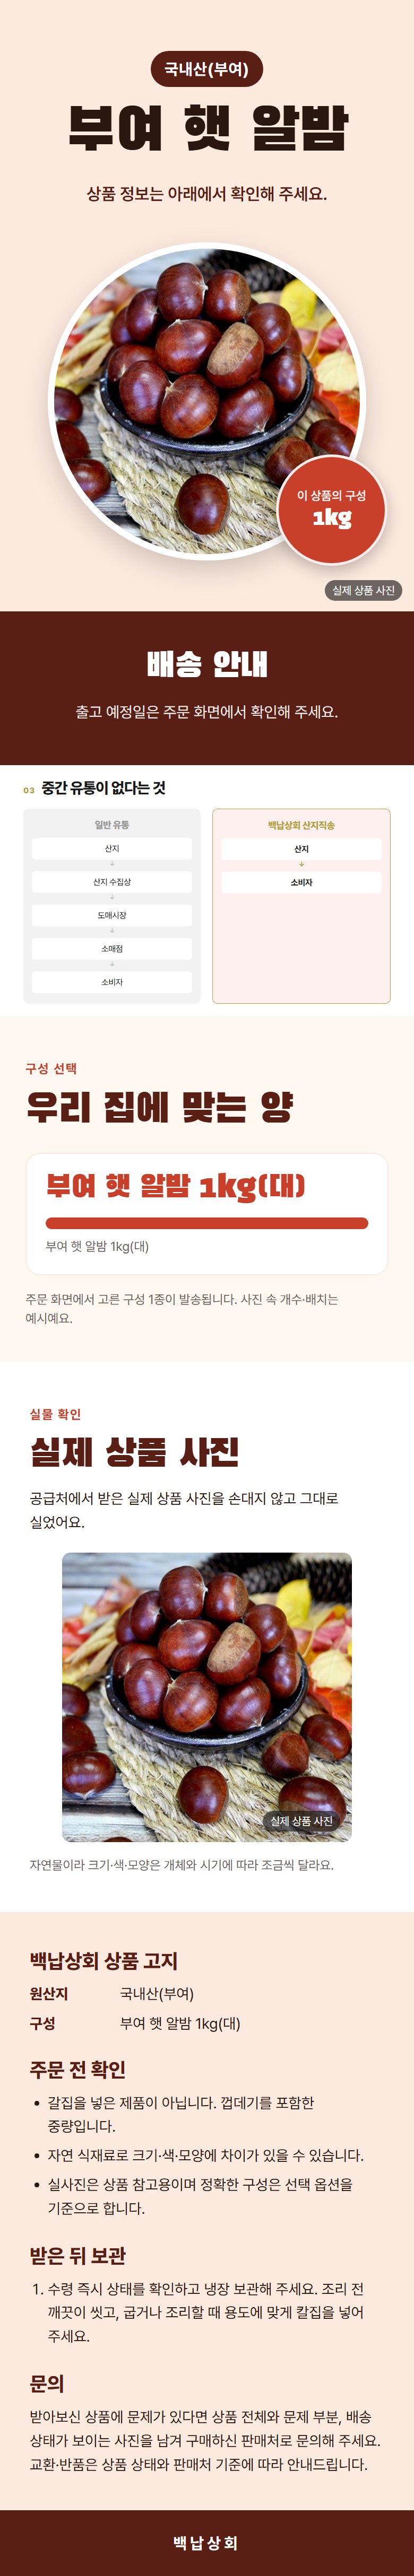 국내산(부여)
부여 햇 알밤
상품 정보는 아래에서 확인해 주세요.
이 상품의 구성
1kg
실제 상품 사진
배송 안내
출고 예정일은 주문 화면에서 확인해 주세요.
03 중간 유통이 없다는 것
일반 유통
산지
↓
산지 수집상
↓
도매시장
↓
소매점
↓
소비자
백납상회 산지직송
산지
↓
소비자
구성 선택
우리 집에 맞는 양
부여 햇 알밤 1kg(대)
부여 햇 알밤 1kg(대)
주문 화면에서 고른 구성 1종이 발송됩니다. 사진 속 개수·배치는
예시예요.
실물 확인
실제 상품 사진
공급처에서 받은 실제 상품 사진을 손대지 않고 그대로
실었어요.
실제 상품 사진
자연물이라 크기·색·모양은 개체와 시기에 따라 조금씩 달라요.
백납상회 상품 고지
원산지 국내산(부여)
구성 부여 햇 알밤 1kg(대)
주문 전 확인
• 갈집을 넣은 제품이 아닙니다. 껍데기를 포함한
중량입니다.
• 자연 식재료로 크기·색·모양에 차이가 있을 수 있습니다.
• 실사진은 상품 참고용이며 정확한 구성은 선택 옵션을
기준으로 합니다.
받은 뒤 보관
1. 수령 즉시 상태를 확인하고 냉장 보관해 주세요. 조리 전
깨끗이 씻고, 굽거나 조리할 때 용도에 맞게 칼집을 넣어
주세요.
문의
받아보신 상품에 문제가 있다면 상품 전체와 문제 부분, 배송
상태가 보이는 사진을 남겨 구매하신 판매처로 문의해 주세요.
교환·반품은 상품 상태와 판매처 기준에 따라 안내드립니다.
백납상회